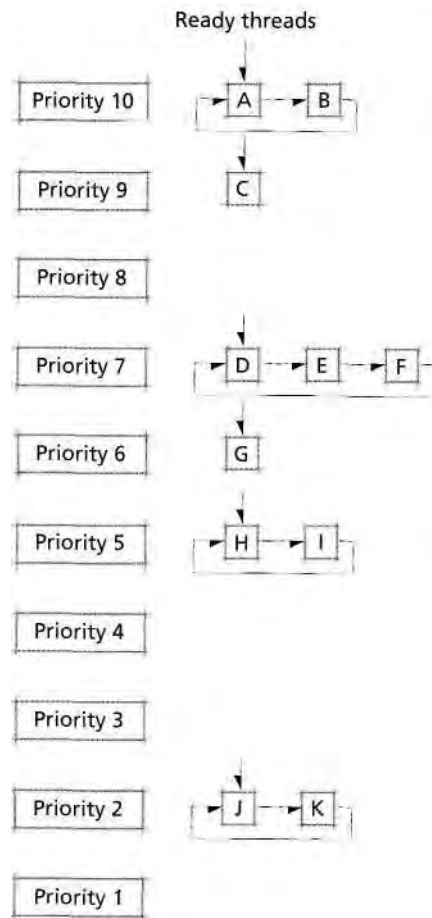 Ready threads
Priority 10 A B
Priority 9 C
Priority 8
Priority 7 D E F
Priority 6 G
Priority 5 H I
Priority 4
Priority 3
Priority 2 J K
Priority 1